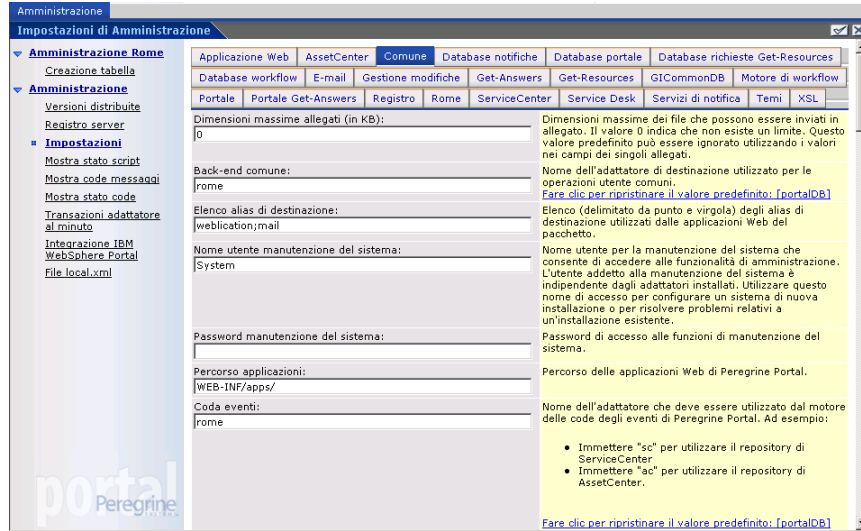 Amministrazione
Impostazioni di Amministrazione
Amministrazione Rome
Creazione tabella
Amministrazione
Versioni distribuite
Registro server
Impostazioni
Mostra stato script
Mostra code messaggi
Mostra stato code
Transazioni adattatore
al minuto
Integrazione IBM
WebSphere Portal
File local.xml
Applicazione Web AssetCenter Comune Database notifiche Database portale Database richieste Get-Resources
Database workflow E-mail Gestione modifiche Get-Answers Get-Resources GICommonDB Motore di workflow
Portale Portale Get-Answers Registro Rome ServiceCenter Service Desk Servizi di notifica Temi XSL
Dimensioni massime allegati (in KB):
0
Dimensioni massime dei file che possono essere inviati in
allegato. Il valore 0 indica che non esiste un limite. Questo
valore predefinito può essere ignorato utilizzando i valori
nei campi dei singoli allegati.
Back-end comune:
rome
Nome dell'adattatore di destinazione utilizzato per le
operazioni utente comuni.
Fare clic per ripristinare il valore predefinito: [portalDB]
Elenco alias di destinazione:
weblication;mail
Elenco (delimitato da punto e virgola) degli alias di
destinazione utilizzati dalle applicazioni Web del
pacchetto.
Nome utente manutenzione del sistema:
System
Nome utente per la manutenzione del sistema che
consente di accedere alle funzionalità di amministrazione.
L'utente addetto alla manutenzione del sistema è
indipendente dagli adattatori installati. Utilizzare questo
nome di accesso per configurare un sistema di nuova
installazione o per risolvere problemi relativi a
un'installazione esistente.
Password manutenzione del sistema:
Password di accesso alle funzioni di manutenzione del
sistema.
Percorso applicazioni:
WEB-INF/apps/
Percorso delle applicazioni Web di Peregrine Portal.
Coda eventi:
rome
Nome dell'adattatore che deve essere utilizzato dal motore
delle code degli eventi di Peregrine Portal. Ad esempio:
Immettere "sc" per utilizzare il repository di
ServiceCenter
Immettere "ac" per utilizzare il repository di
AssetCenter.
Fare clic per ripristinare il valore predefinito: [portalDB]
portal
Peregrine